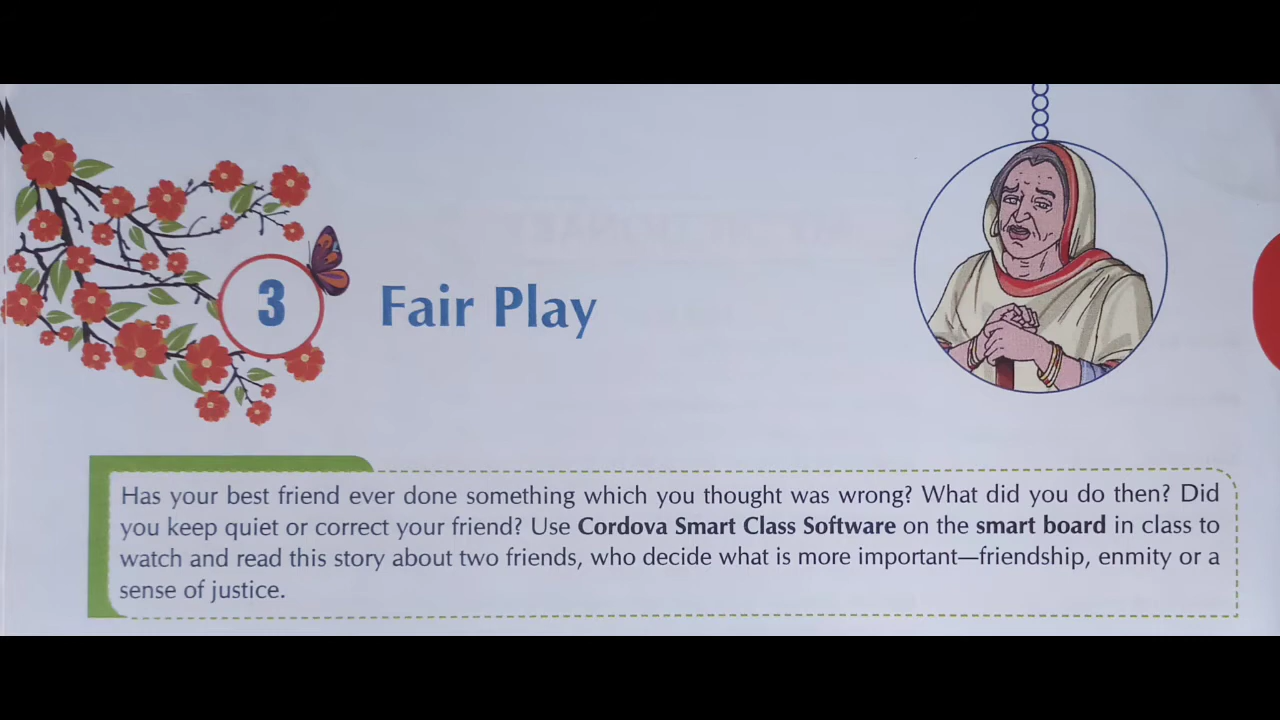 3
Fair Play
Has your best friend ever done something which you thought was wrong? What did you do then? Did
you keep quiet or correct your friend? Use Cordova Smart Class Software on the smart board in class to
watch and read this story about two friends, who decide what is more important—friendship, enmity or a
sense of justice.